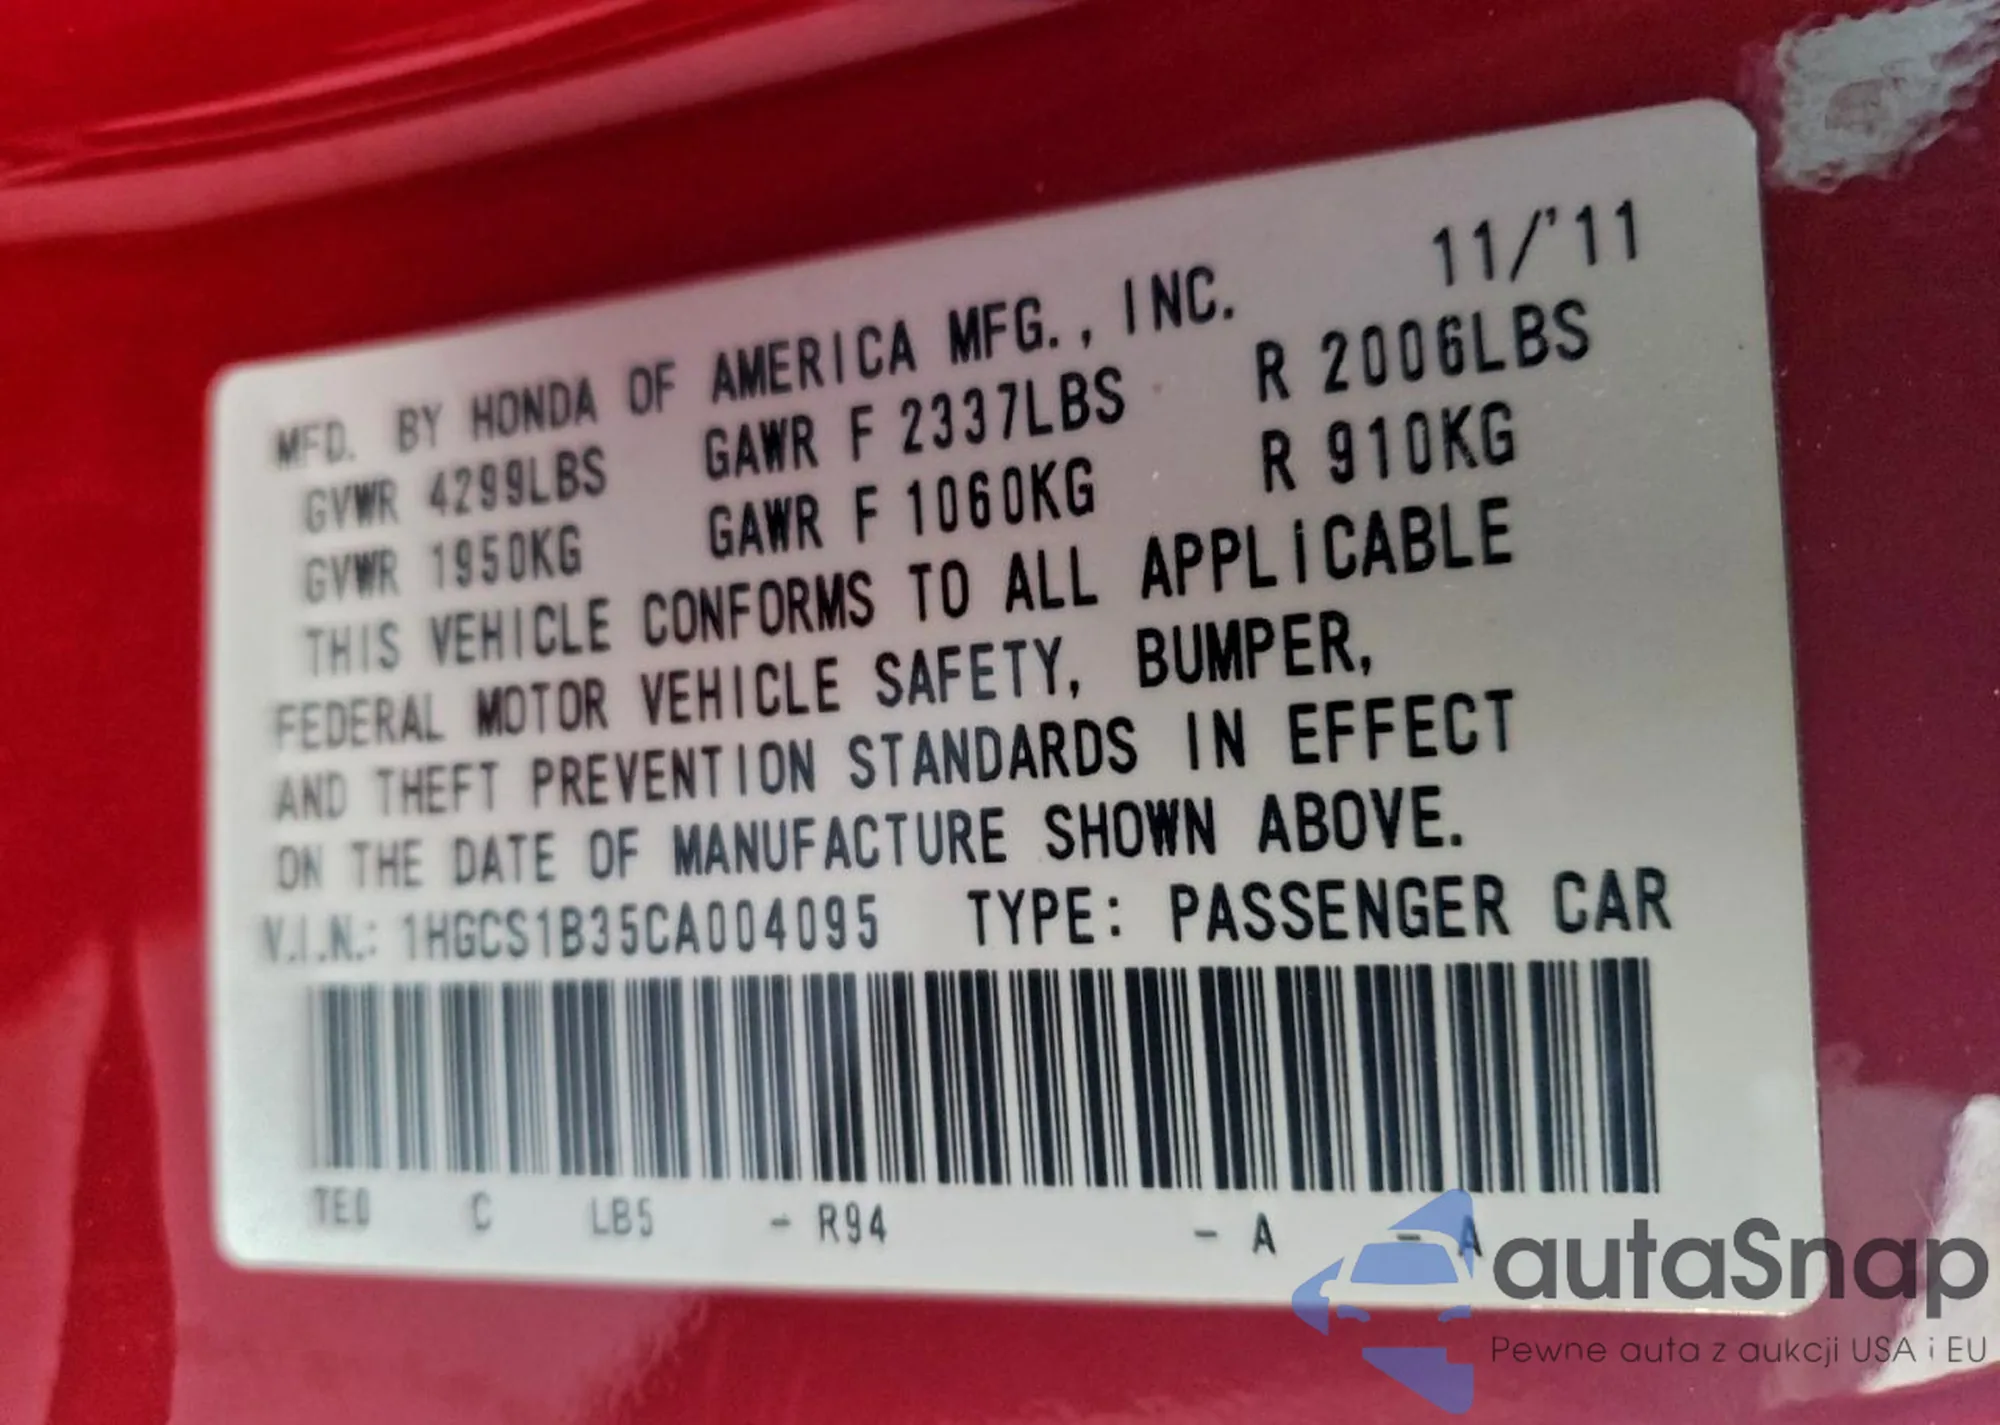 11/'11
MFD. BY HONDA OF AMERICA MFG., INC.
GVWR 4299LBS GAWR F 2337LBS R 2006LBS
GVWR 1950KG GAWR F 1060KG R 910KG
THIS VEHICLE CONFORMS TO ALL APPLICABLE
FEDERAL MOTOR VEHICLE SAFETY, BUMPER,
AND THEFT PREVENTION STANDARDS IN EFFECT
ON THE DATE OF MANUFACTURE SHOWN ABOVE.
V.I.N.: 1HGCS1B35CA004095 TYPE: PASSENGER CAR
TE0 C LB5 - R94 - A - A
autaSnap
Pewne auta z aukcji USA i EU